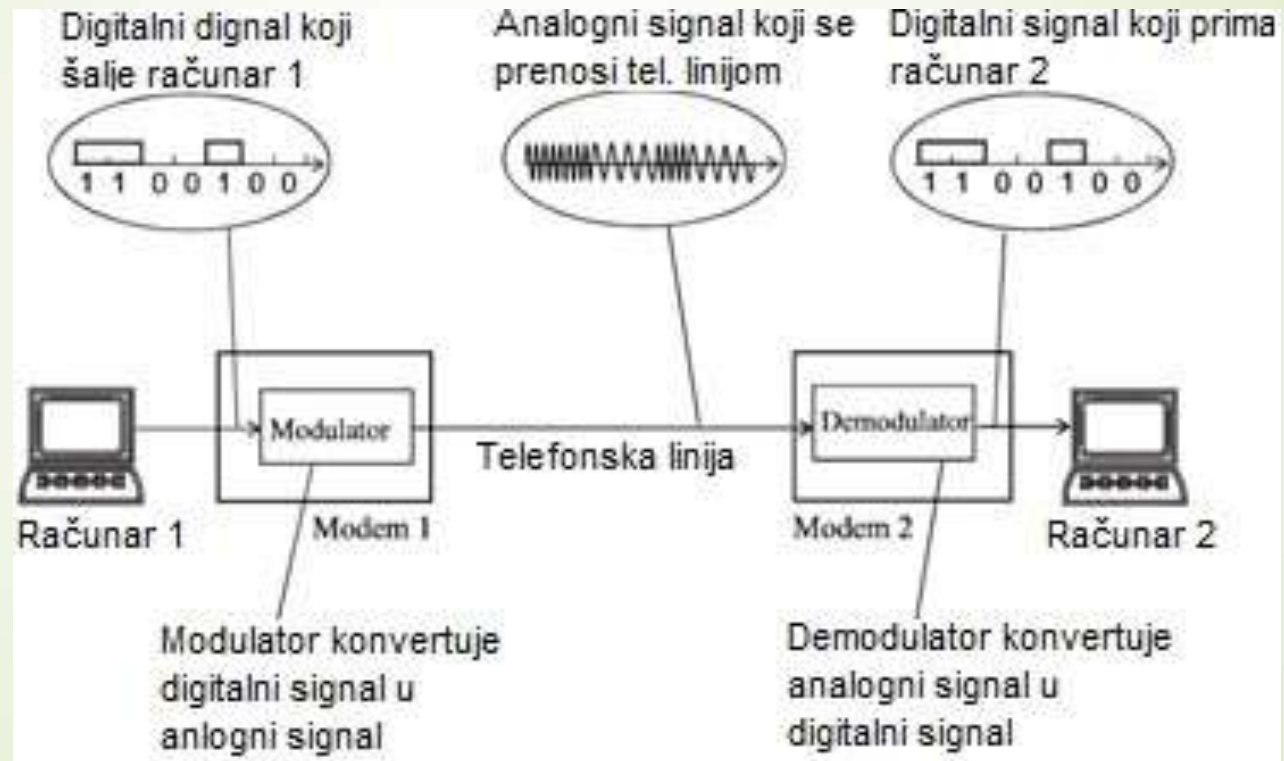 Digitalni dignal koji
šalje računar 1
Analogni signal koji se
prenosi tel. linijom
Digitalni signal koji prima
računar 2
1 1 0 0 1 0 0
1 1 0 0 1 0 0
Modulator
Telefonska linija
Demodulator
Računar 1
Modem 1
Modem 2
Računar 2
Modulator konvertuje
digitalni signal u
anlogni signal
Demodulator konvertuje
analogni signal u
digitalni signal